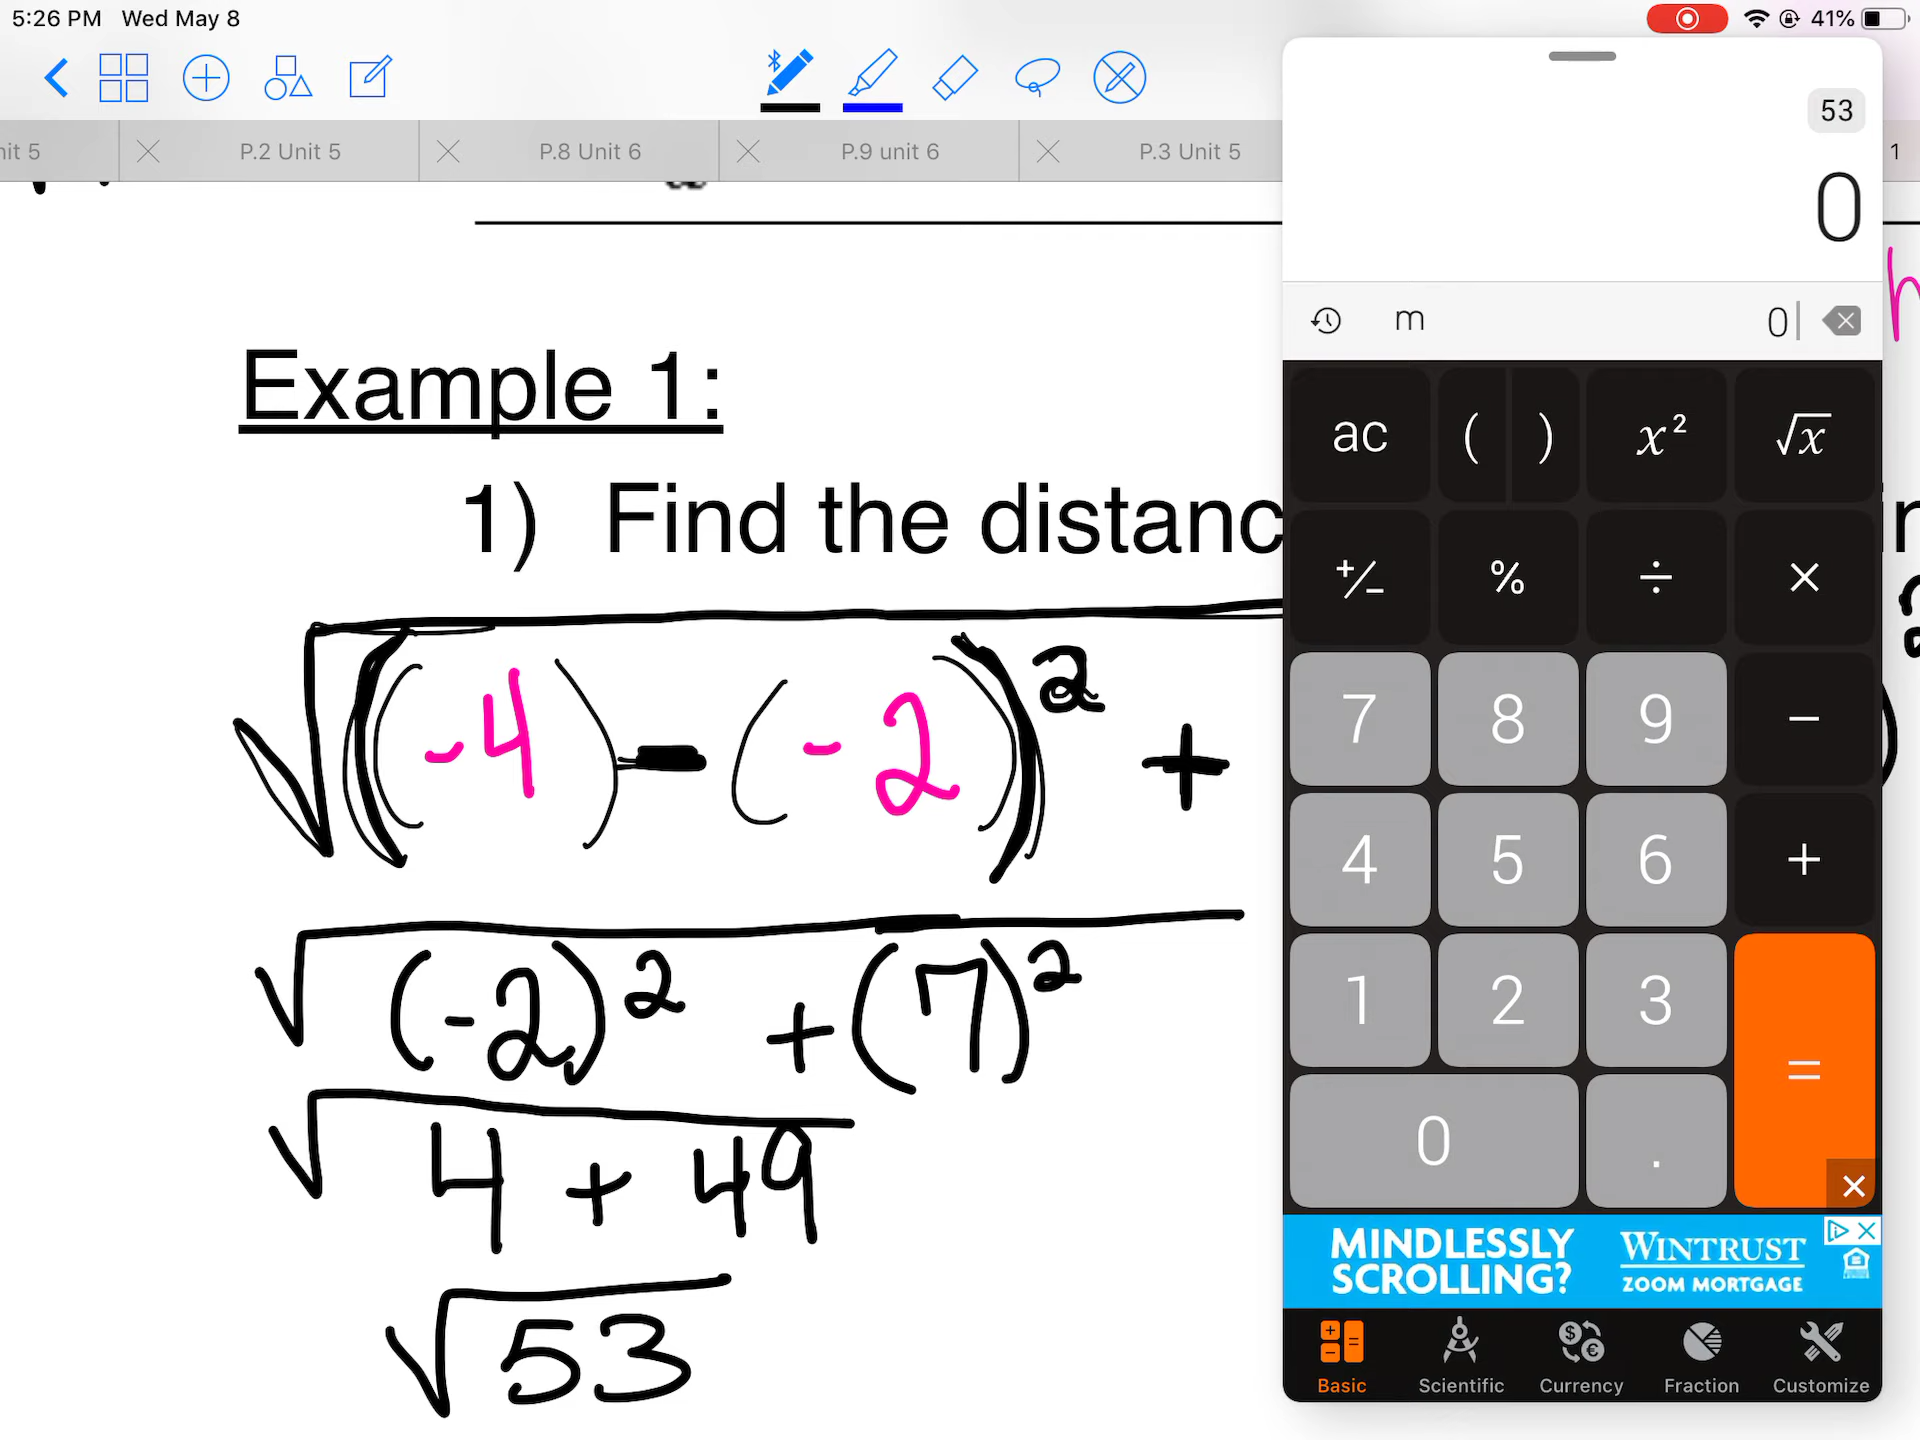 5:26 PM Wed May 8
41%
nit 5
P.2 Unit 5
P.8 Unit 6
P.9 unit 6
P.3 Unit 5
1
53
0
m 0
ac ( ) x² √x
+/− % ÷ ×
7 8 9 −
4 5 6 +
1 2 3 =
0 .
MINDLESSLY SCROLLING?
WINTRUST
ZOOM MORTGAGE
Basic Scientific Currency Fraction Customize
Example 1:
1) Find the distanc
√((-4) - (-2))² +
√(-2)² + (7)²
√4 + 49
√53